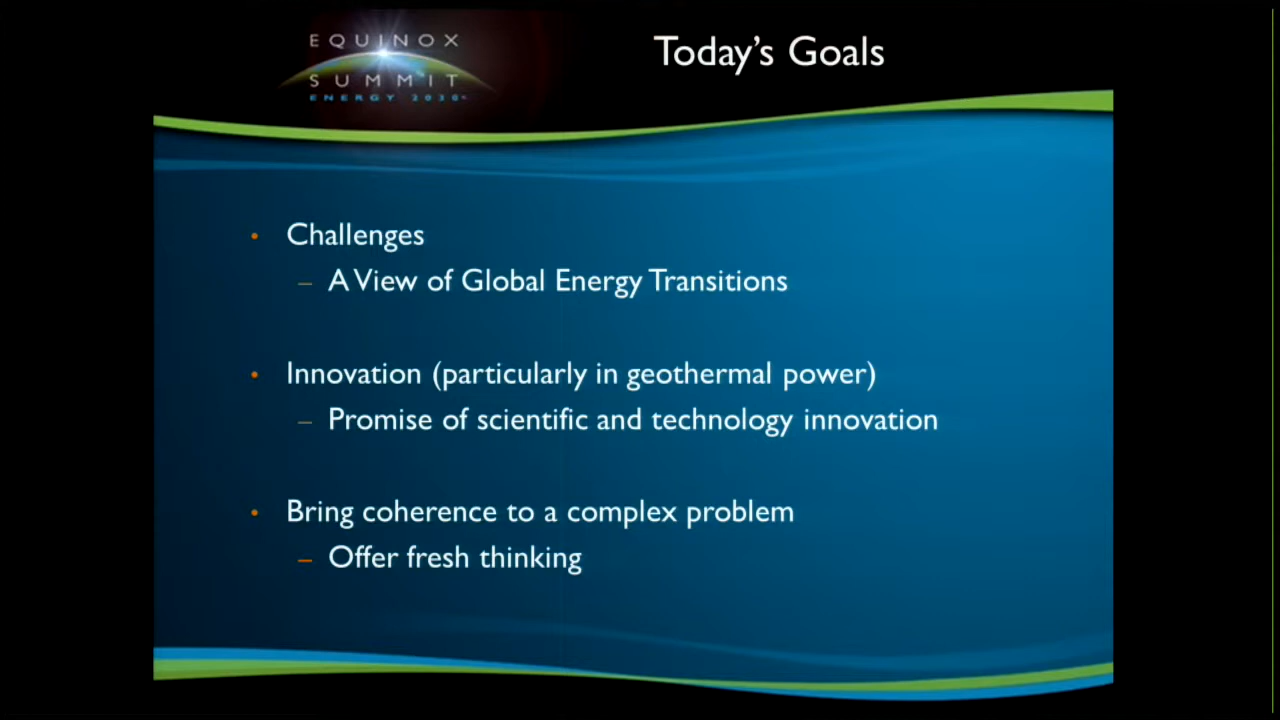 EQUINOX
SUMMIT
ENERGY 2030
Today's Goals
• Challenges
– A View of Global Energy Transitions
• Innovation (particularly in geothermal power)
– Promise of scientific and technology innovation
• Bring coherence to a complex problem
– Offer fresh thinking